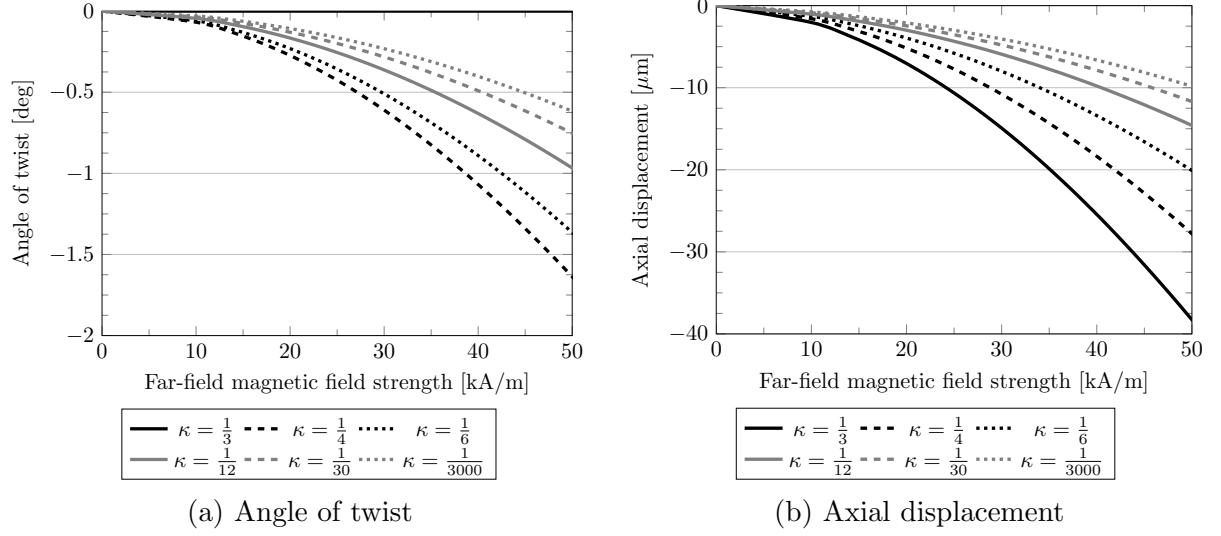 0
−0.5
−1
−1.5
−2
Angle of twist [deg]
0 10 20 30 40 50
Far-field magnetic field strength [kA/m]
κ = 1/3 κ = 1/4 κ = 1/6
κ = 1/12 κ = 1/30 κ = 1/3000
(a) Angle of twist
0
−10
−20
−30
−40
Axial displacement [μm]
0 10 20 30 40 50
Far-field magnetic field strength [kA/m]
κ = 1/3 κ = 1/4 κ = 1/6
κ = 1/12 κ = 1/30 κ = 1/3000
(b) Axial displacement